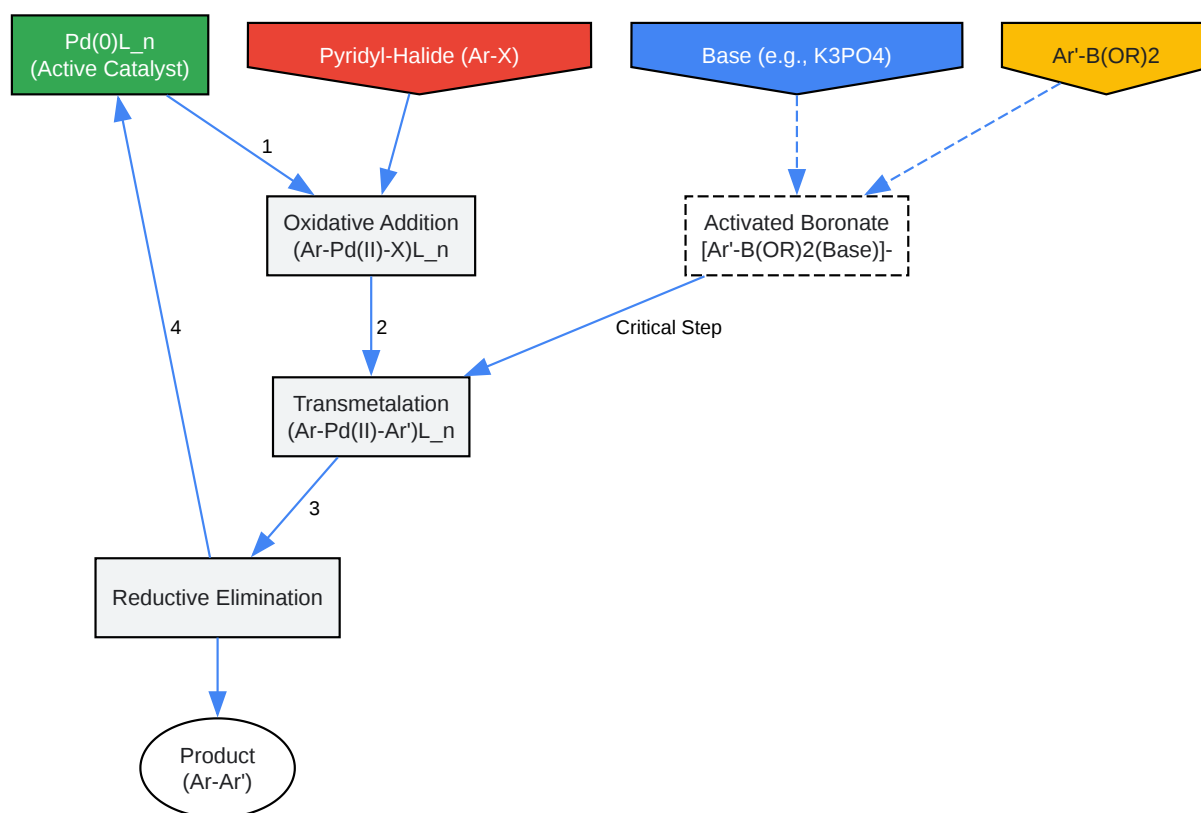 Pd(0)L_n
(Active Catalyst)
Pyridyl-Halide (Ar-X)
Base (e.g., K3PO4)
Ar'-B(OR)2
1
Oxidative Addition
(Ar-Pd(II)-X)L_n
Activated Boronate
[Ar'-B(OR)2(Base)]-
4
2
Critical Step
Transmetalation
(Ar-Pd(II)-Ar')L_n
3
Reductive Elimination
Product
(Ar-Ar')